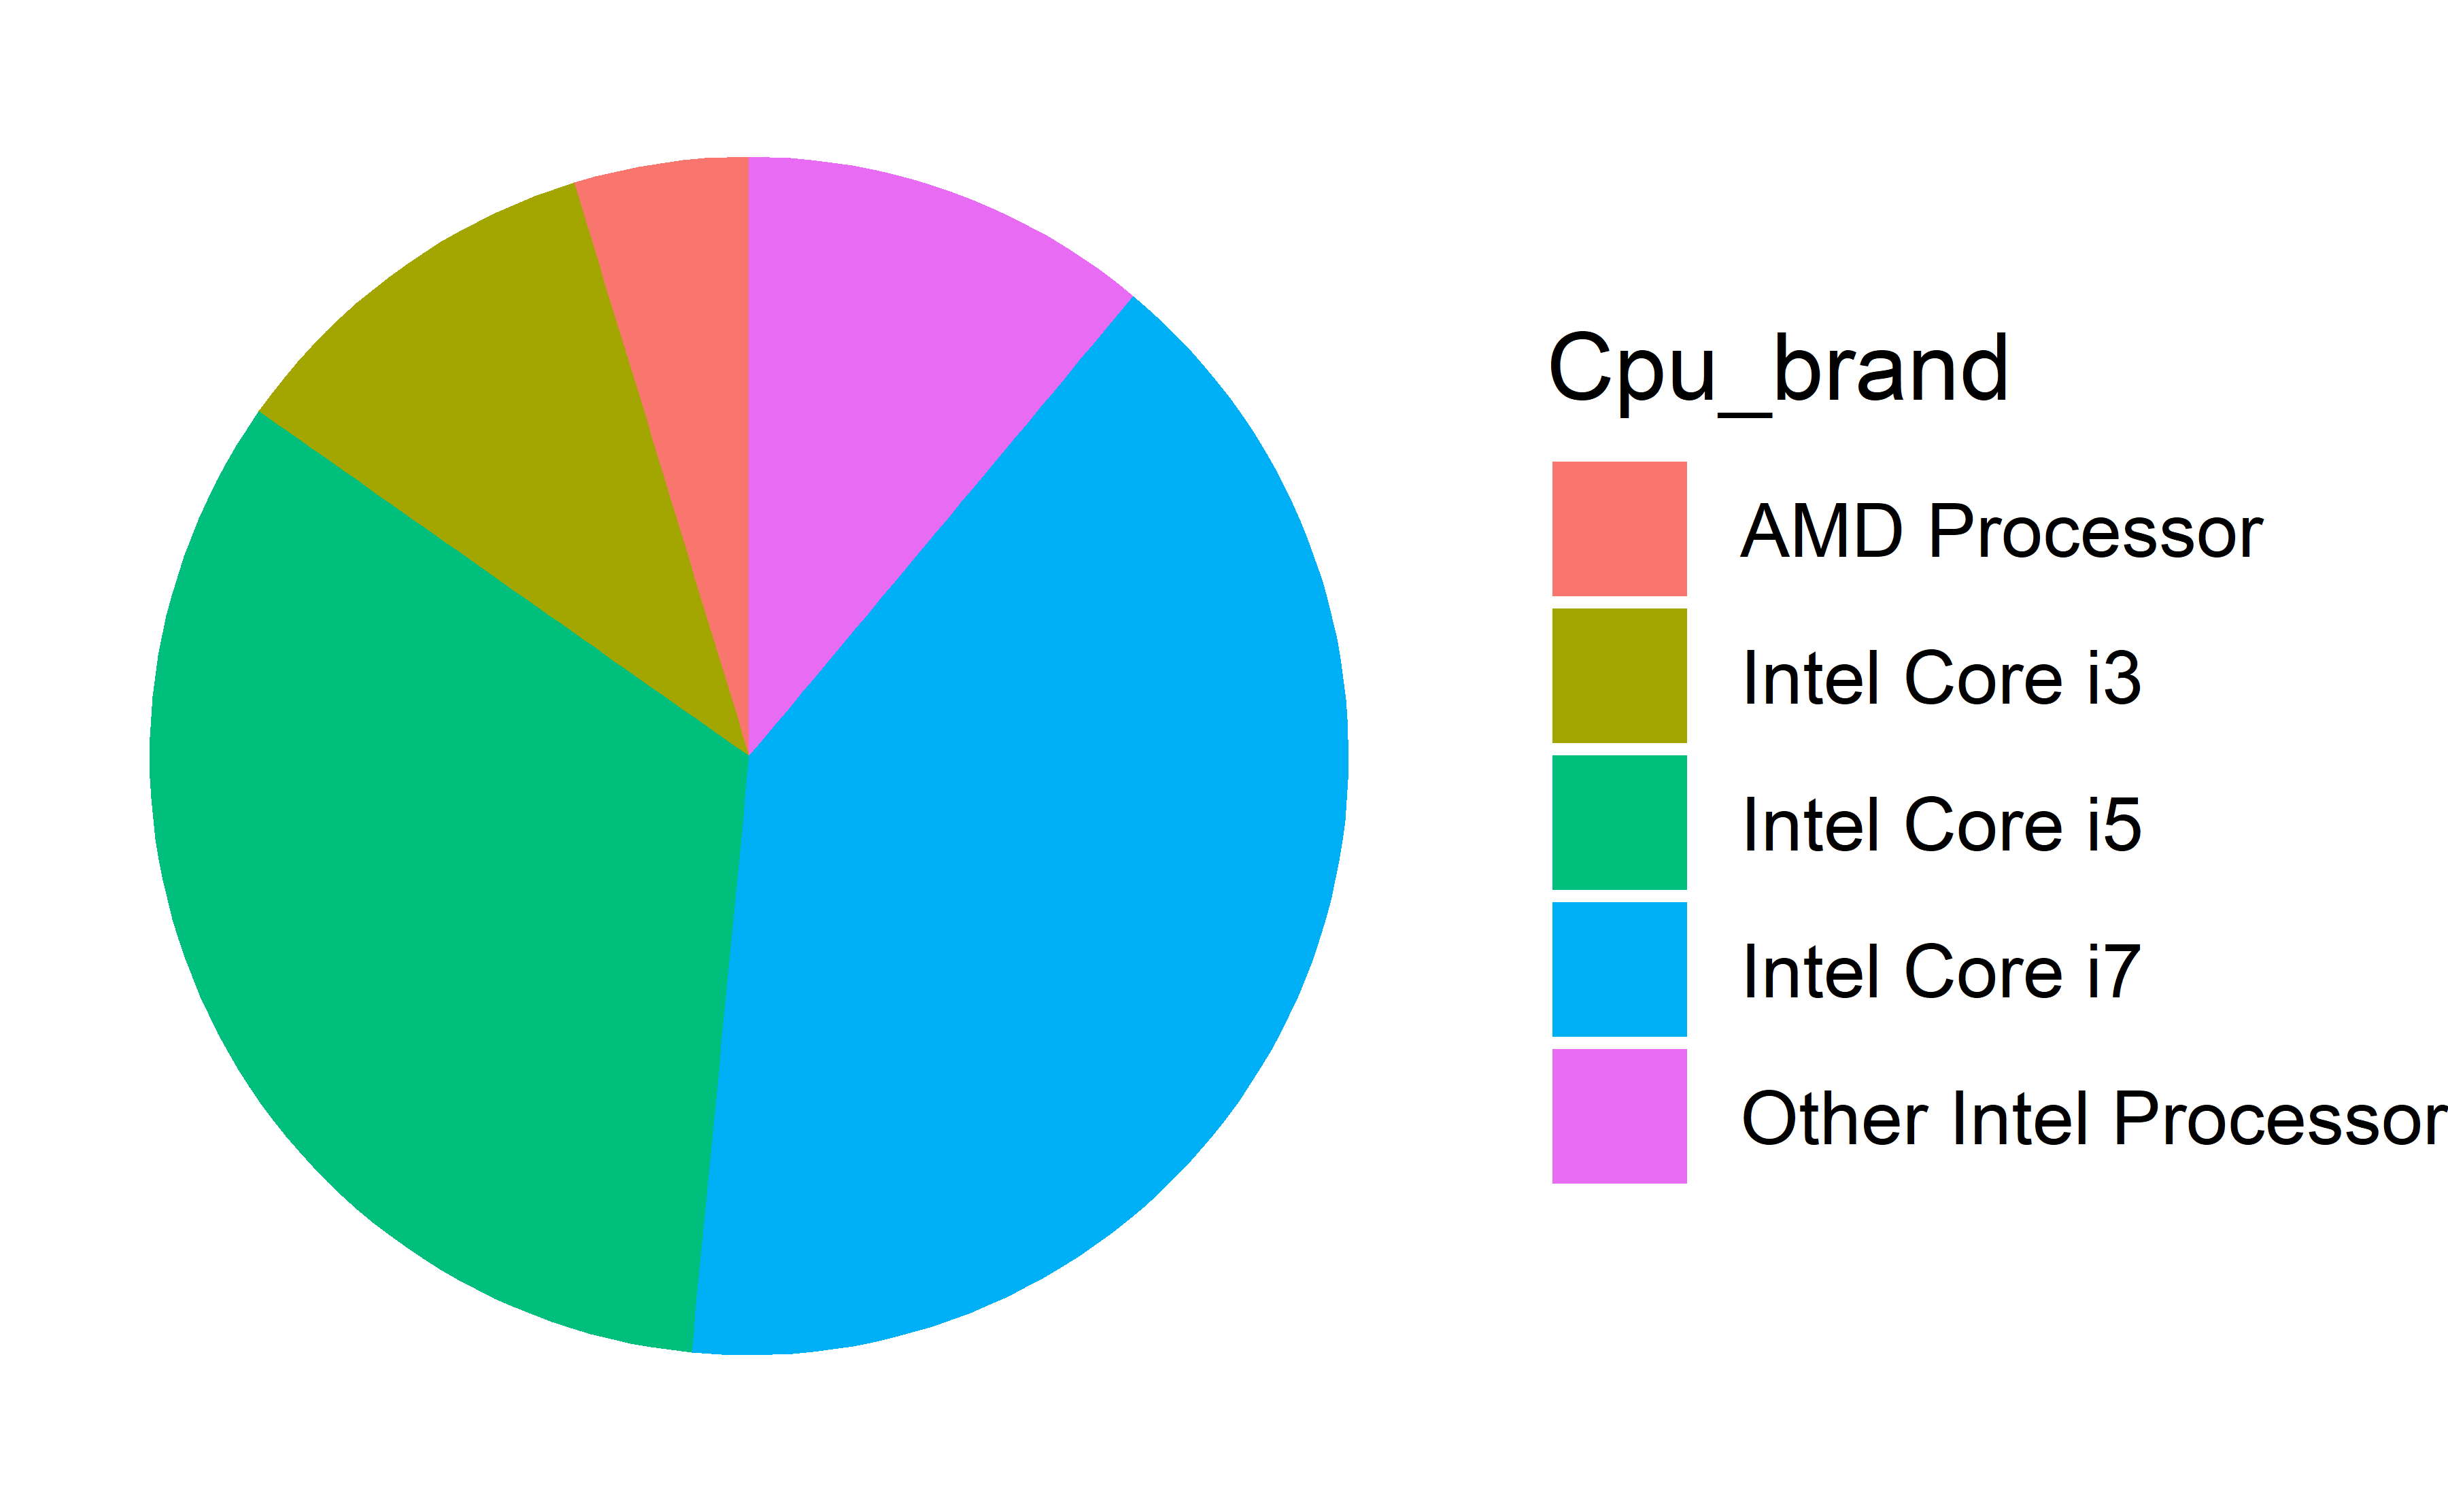 Cpu_brand
AMD Processor
Intel Core i3
Intel Core i5
Intel Core i7
Other Intel Processor